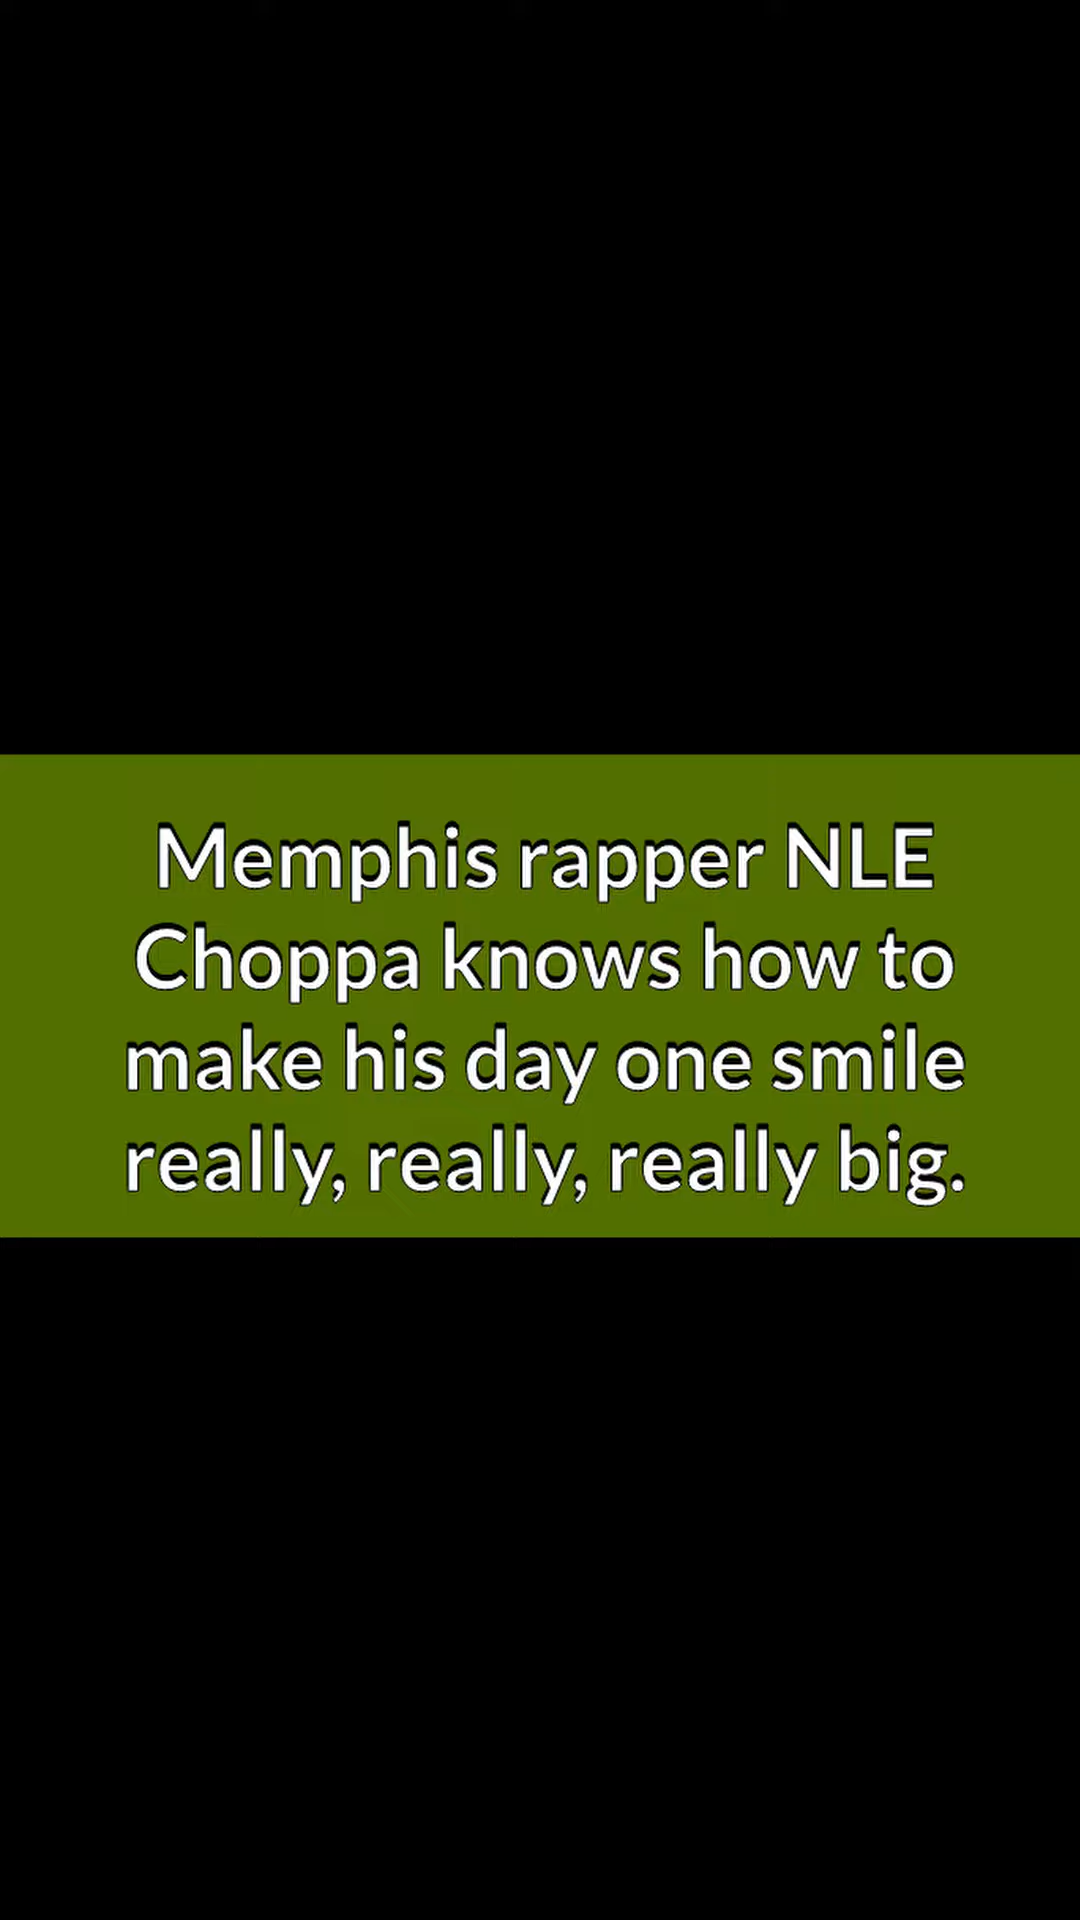 Memphis rapper NLE
Choppa knows how to
make his day one smile
really, really, really big.